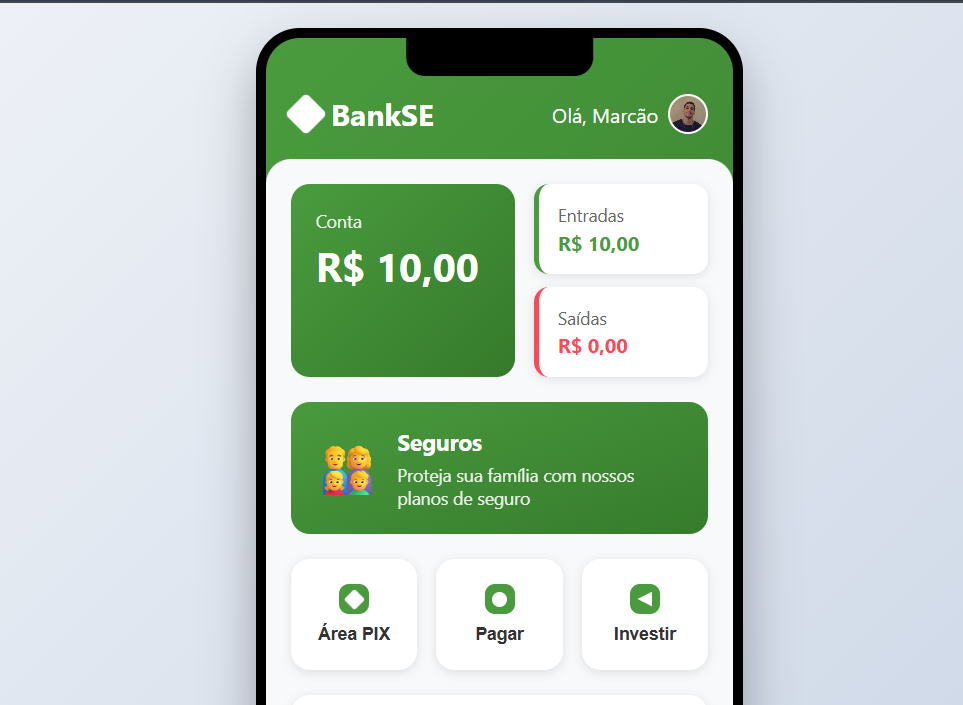 BankSE
Olá, Marcão
Conta
R$ 10,00
Entradas
R$ 10,00
Saídas
R$ 0,00
Seguros
Proteja sua família com nossos
planos de seguro
Área PIX
Pagar
Investir